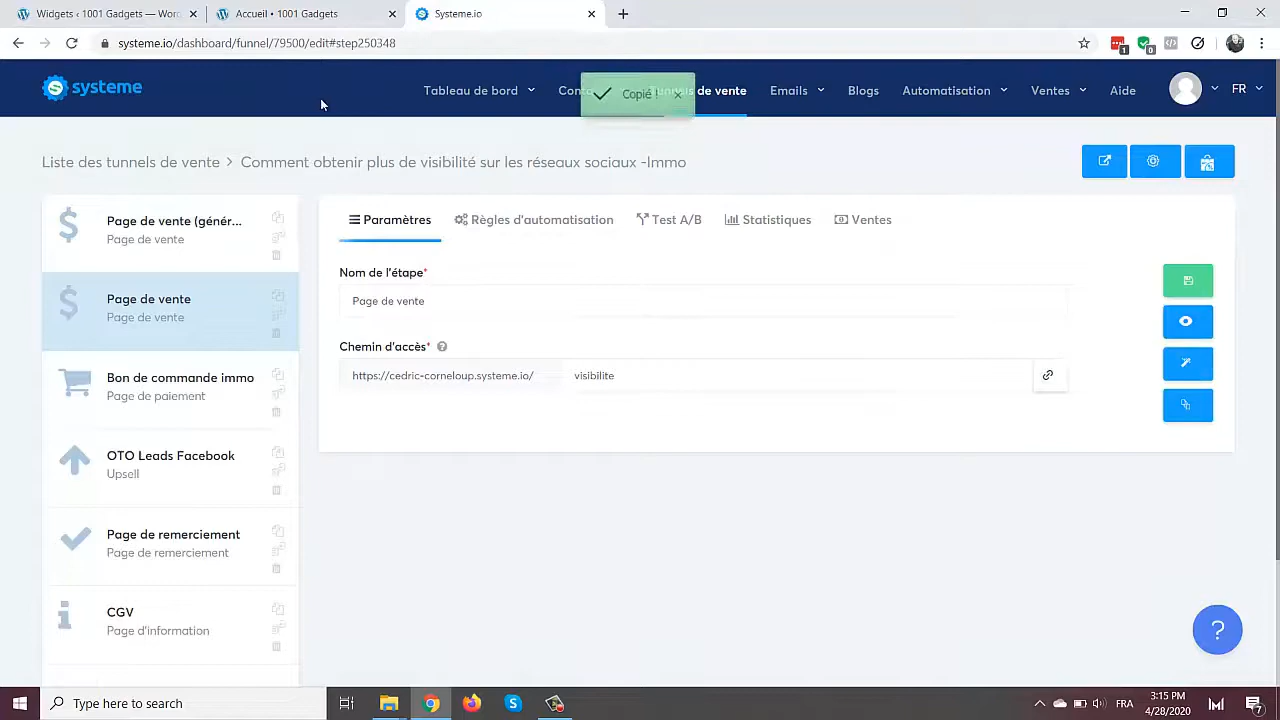 Widgets ‹ 1001 Gadgets — Wor
Accueil • 1001 Gadgets
Systeme.io
systeme.io/dashboard/funnel/79500/edit#step250348
1
0
systeme
Tableau de bord
Conta
Copié !
de vente
Emails
Blogs
Automatisation
Ventes
Aide
FR
Liste des tunnels de vente > Comment obtenir plus de visibilité sur les réseaux sociaux -Immo
Page de vente (génér...
Page de vente
Page de vente
Page de vente
Bon de commande immo
Page de paiement
OTO Leads Facebook
Upsell
Page de remerciement
Page de remerciement
CGV
Page d'information
Paramètres
Règles d'automatisation
Test A/B
Statistiques
Ventes
Nom de l'étape*
Page de vente
Chemin d'accès*
https://cedric-corneloup.systeme.io/
visibilite
?
Type here to search
FRA
3:15 PM
4/28/2020
7